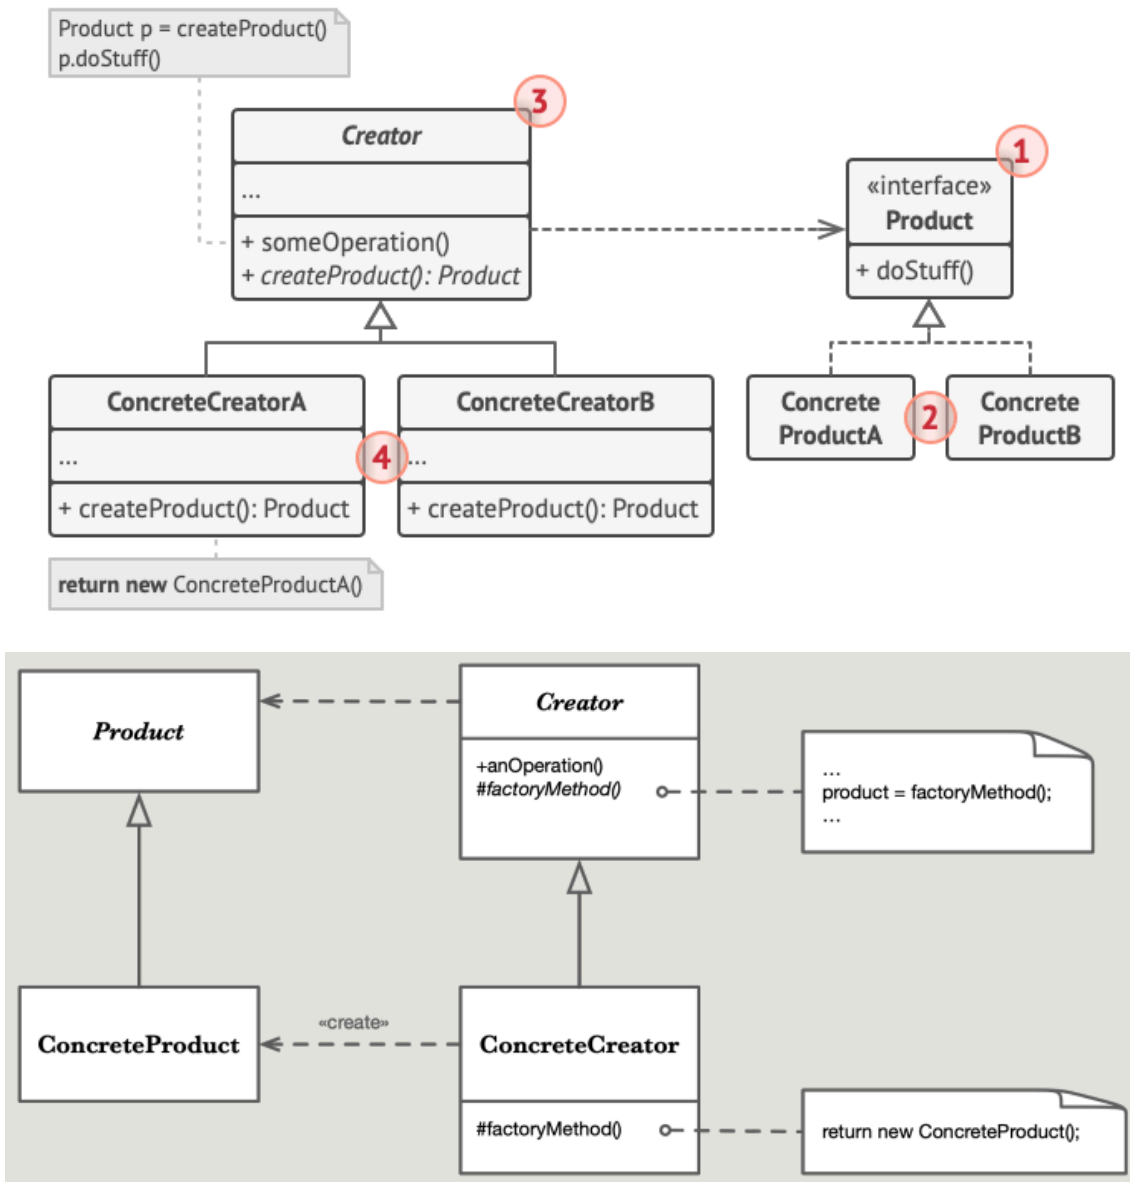 Product p = createProduct()
p.doStuff()
3
Creator
...
+ someOperation()
+ createProduct(): Product
1
«interface»
Product
+ doStuff()
ConcreteCreatorA
...
+ createProduct(): Product
4
ConcreteCreatorB
...
+ createProduct(): Product
Concrete
ProductA
2
Concrete
ProductB
return new ConcreteProductA()
Product
Creator
+anOperation()
#factoryMethod()
...
product = factoryMethod();
...
ConcreteProduct
«create»
ConcreteCreator
#factoryMethod()
return new ConcreteProduct();